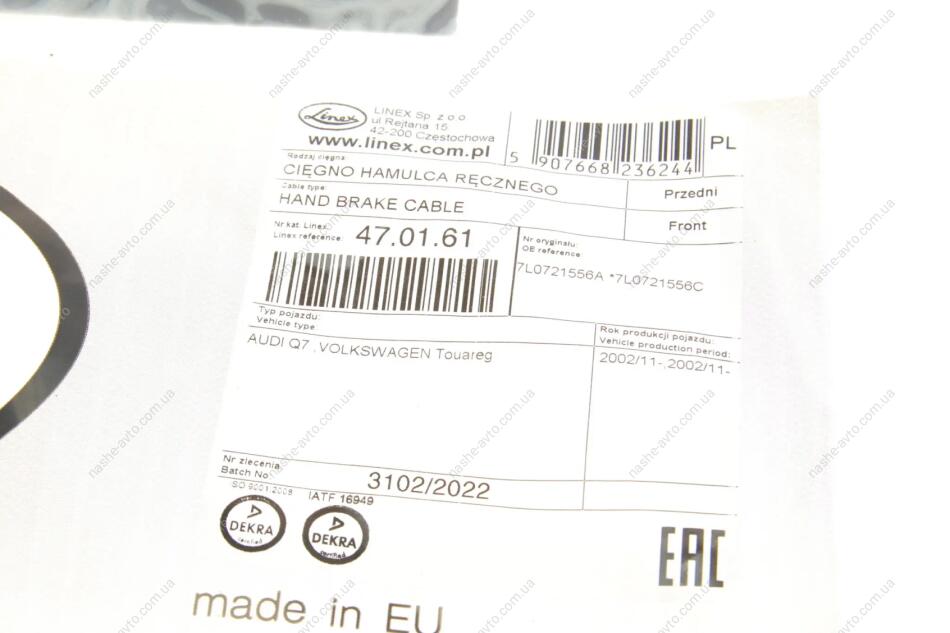 Linex
LINEX Sp. z o.o
ul Rejtana 15
42-200 Częstochowa
www.linex.com.pl
5 907668 236244
PL
Rodzaj cięgna:
CIĘGNO HAMULCA RĘCZNEGO
Przedni
Cable type:
HAND BRAKE CABLE
Front
Nr kat. Linex:
Linex reference:
47.01.61
Nr oryginału:
OE reference:
7L0721556A *7L0721556C
Typ pojazdu:
Vehicle type:
AUDI Q7 ,VOLKSWAGEN Touareg
Rok produkcji pojazdu:
Vehicle production period:
2002/11-,2002/11-
Nr zlecenia:
Batch No
3102/2022
ISO 9001:2008
IATF 16949
DEKRA
certified
DEKRA
certified
EAC
made in EU
nashe-avto.com.ua